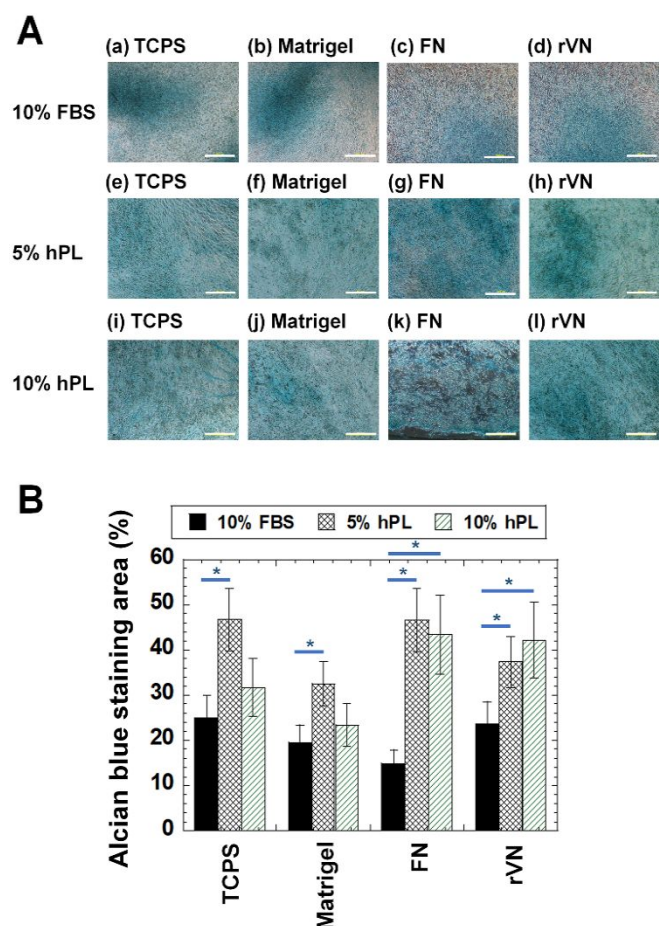 A
(a) TCPS (b) Matrigel (c) FN (d) rVN
10% FBS
(e) TCPS (f) Matrigel (g) FN (h) rVN
5% hPL
(i) TCPS (j) Matrigel (k) FN (l) rVN
10% hPL
B
10% FBS 5% hPL 10% hPL
Alcian blue staining area (%)
60
50
40
30
20
10
0
* * * * * * 
TCPS Matrigel FN rVN